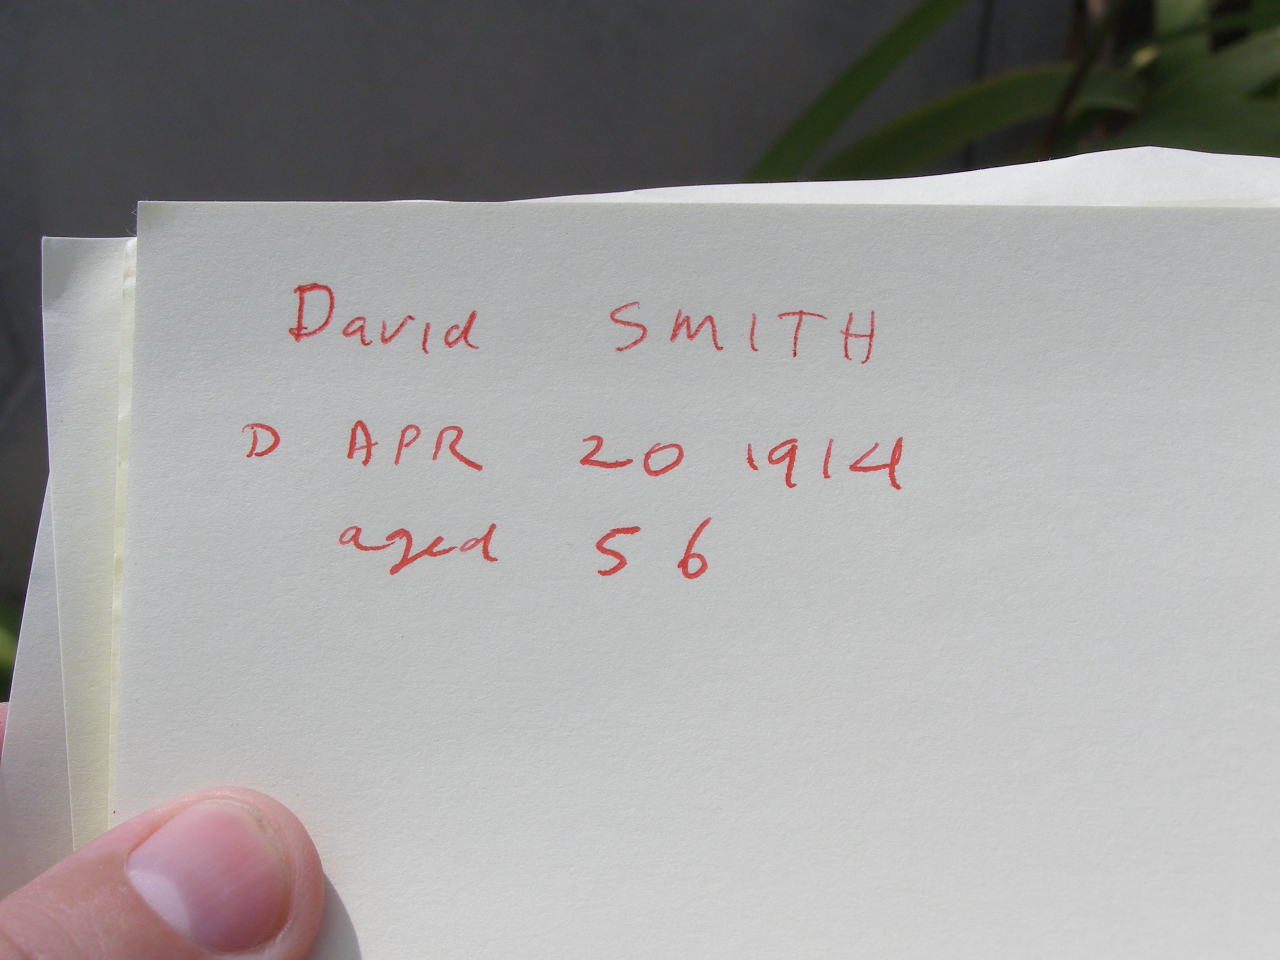 David SMITH
D APR 20 1914
aged 56